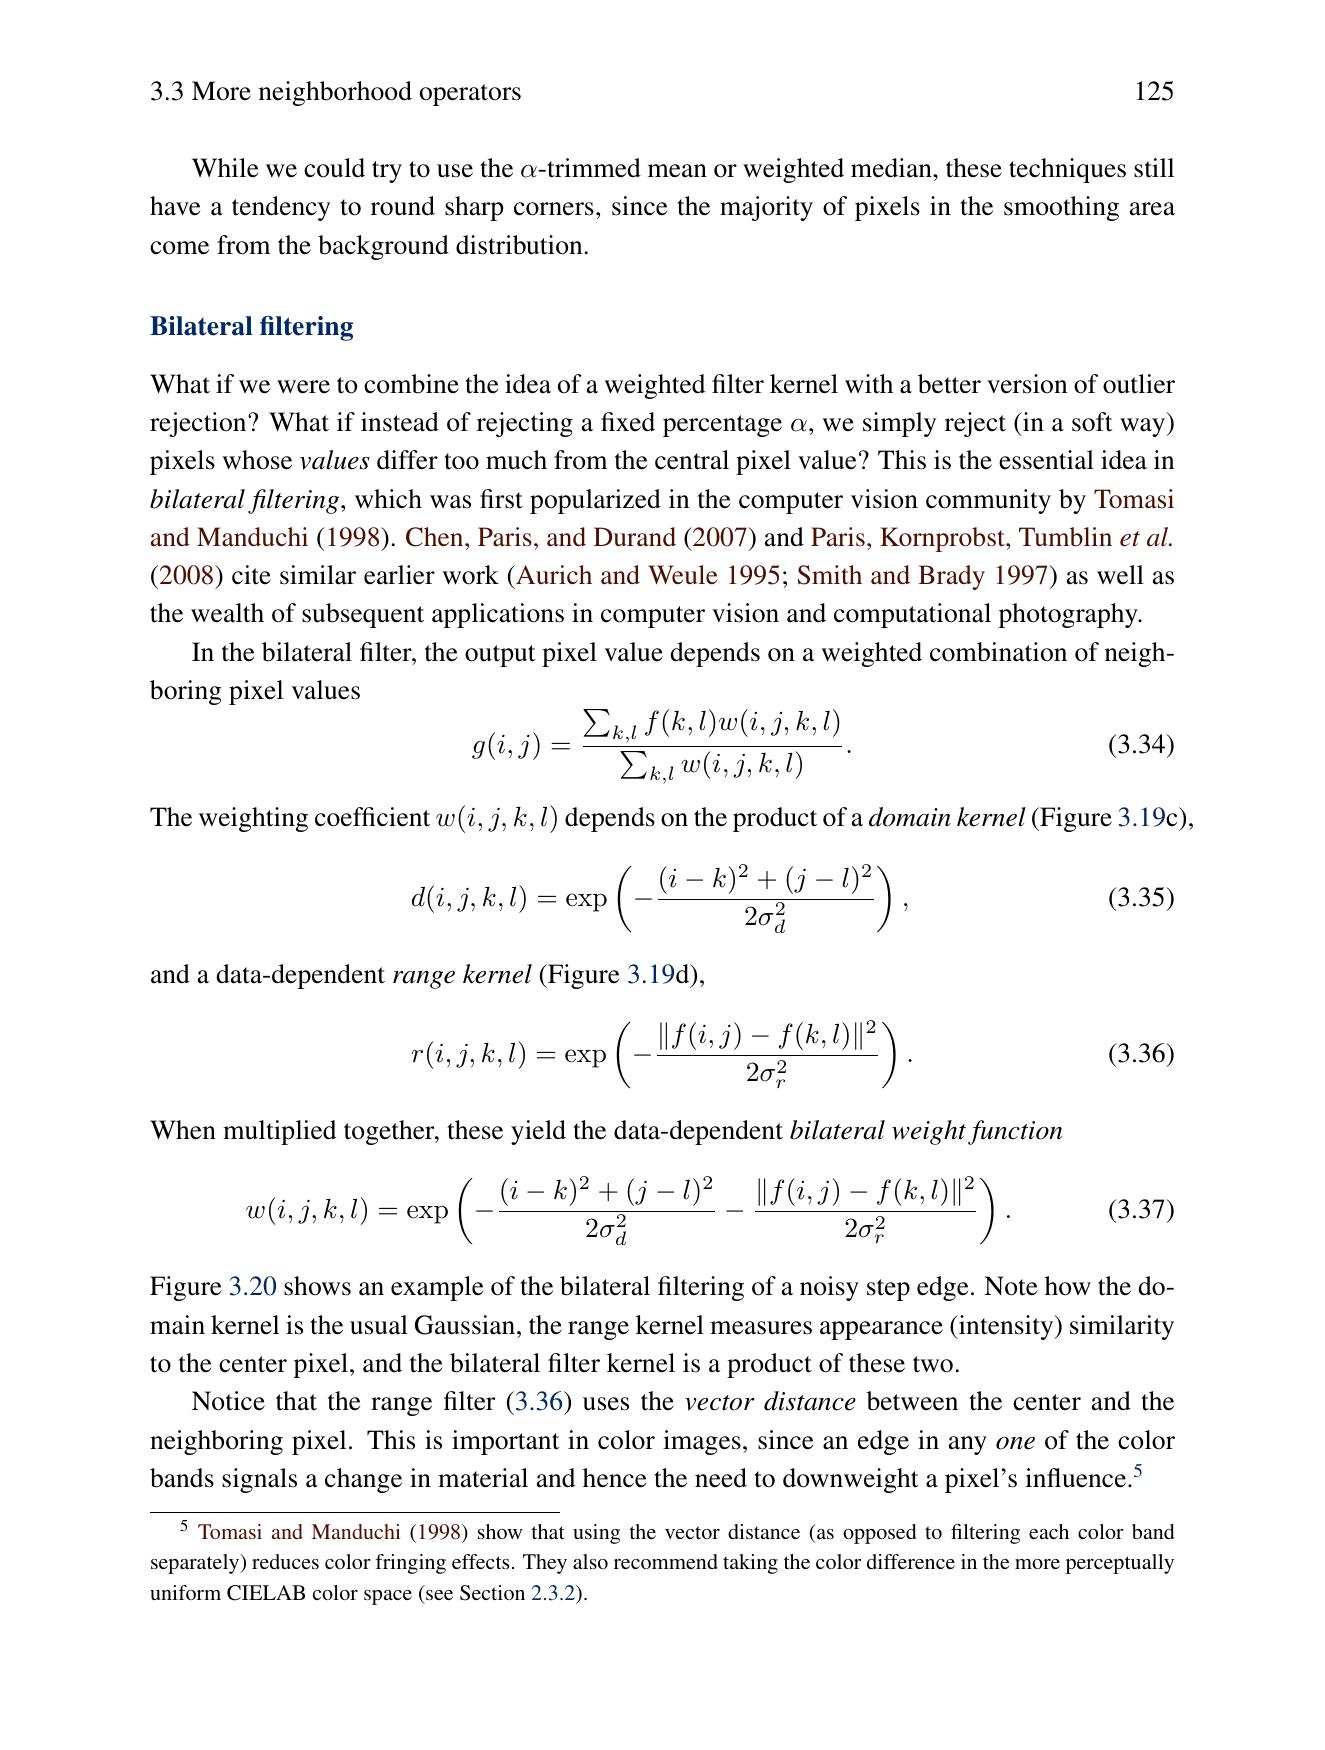 3.3 More neighborhood operators 125
While we could try to use the α-trimmed mean or weighted median, these techniques still
have a tendency to round sharp corners, since the majority of pixels in the smoothing area
come from the background distribution.
Bilateral filtering
What if we were to combine the idea of a weighted filter kernel with a better version of outlier
rejection? What if instead of rejecting a fixed percentage α, we simply reject (in a soft way)
pixels whose values differ too much from the central pixel value? This is the essential idea in
bilateral filtering, which was first popularized in the computer vision community by Tomasi
and Manduchi (1998). Chen, Paris, and Durand (2007) and Paris, Kornprobst, Tumblin et al.
(2008) cite similar earlier work (Aurich and Weule 1995; Smith and Brady 1997) as well as
the wealth of subsequent applications in computer vision and computational photography.
In the bilateral filter, the output pixel value depends on a weighted combination of neigh-
boring pixel values
g(i, j) = \frac{\sum_{k,l} f(k, l)w(i, j, k, l)}{\sum_{k,l} w(i, j, k, l)}. (3.34)
The weighting coefficient w(i, j, k, l) depends on the product of a domain kernel (Figure 3.19c),
d(i, j, k, l) = \exp\left(-\frac{(i - k)^2 + (j - l)^2}{2\sigma_d^2}\right), (3.35)
and a data-dependent range kernel (Figure 3.19d),
r(i, j, k, l) = \exp\left(-\frac{\|f(i, j) - f(k, l)\|^2}{2\sigma_r^2}\right). (3.36)
When multiplied together, these yield the data-dependent bilateral weight function
w(i, j, k, l) = \exp\left(-\frac{(i - k)^2 + (j - l)^2}{2\sigma_d^2} - \frac{\|f(i, j) - f(k, l)\|^2}{2\sigma_r^2}\right). (3.37)
Figure 3.20 shows an example of the bilateral filtering of a noisy step edge. Note how the do-
main kernel is the usual Gaussian, the range kernel measures appearance (intensity) similarity
to the center pixel, and the bilateral filter kernel is a product of these two.
Notice that the range filter (3.36) uses the vector distance between the center and the
neighboring pixel. This is important in color images, since an edge in any one of the color
bands signals a change in material and hence the need to downweight a pixel's influence.⁵
⁵ Tomasi and Manduchi (1998) show that using the vector distance (as opposed to filtering each color band
separately) reduces color fringing effects. They also recommend taking the color difference in the more perceptually
uniform CIELAB color space (see Section 2.3.2).